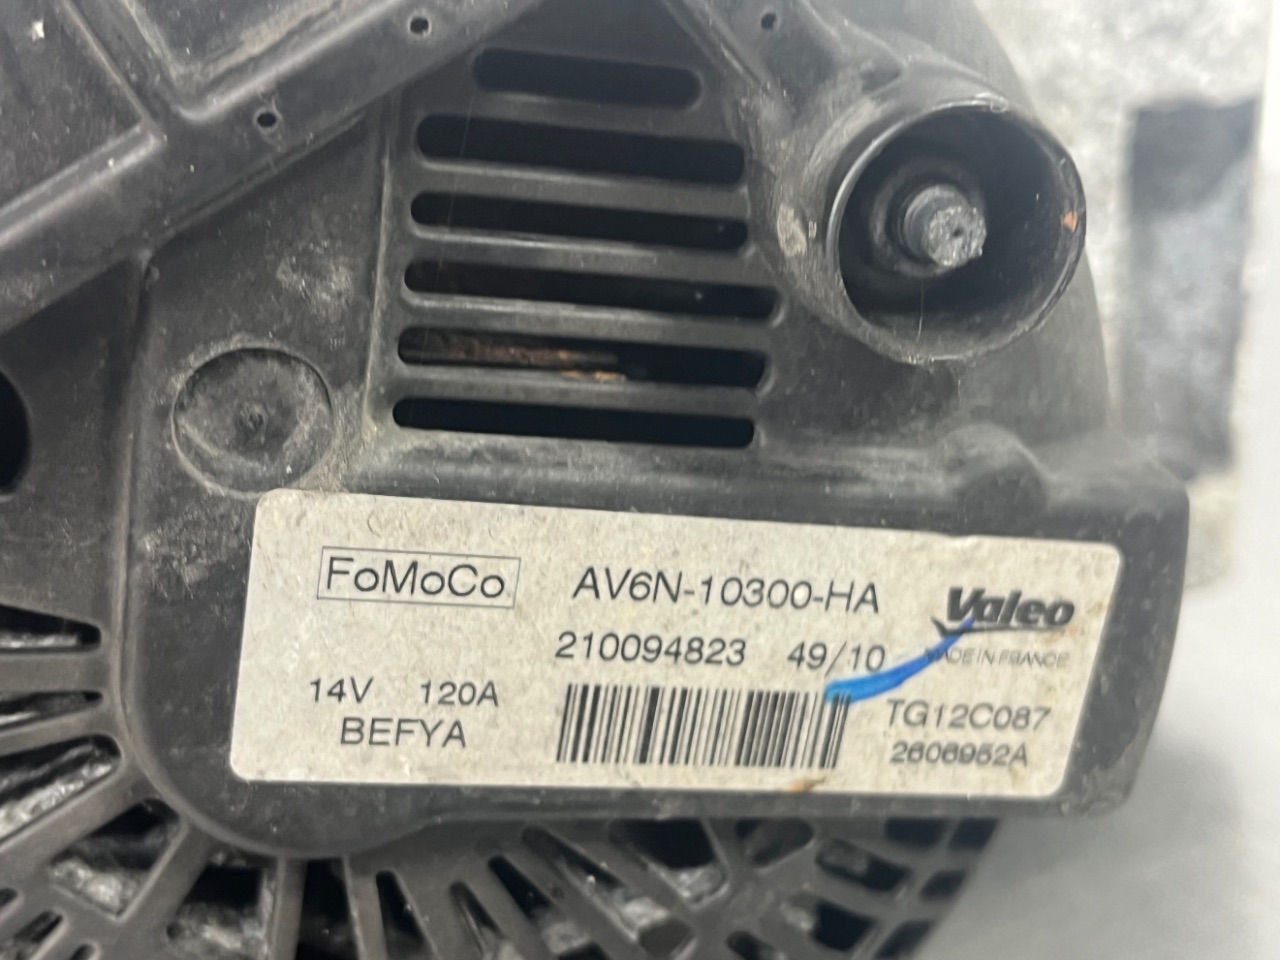 FoMoCo AV6N-10300-HA Valeo
210094823 49/10 MADE IN FRANCE
14V 120A TG12C087
BEFYA 2606952A